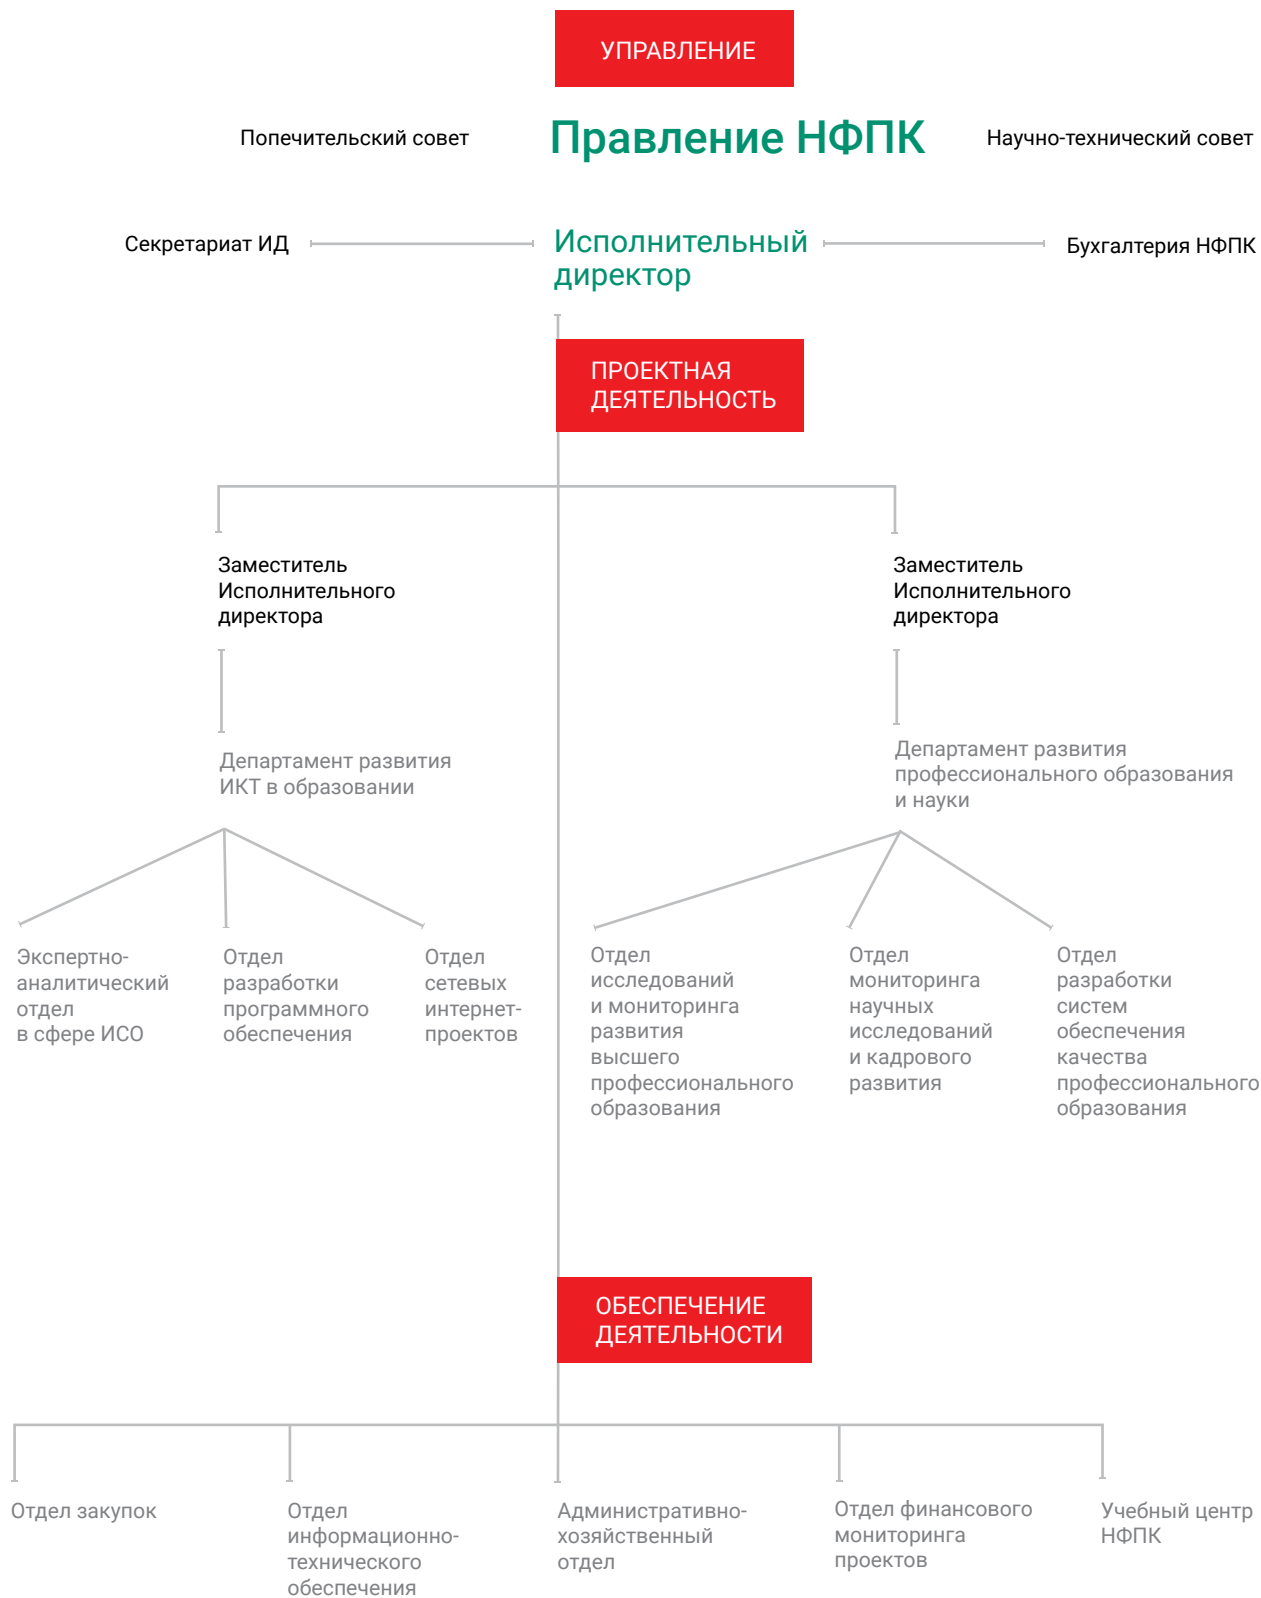 УПРАВЛЕНИЕ
Попечительский совет
Правление НФПК
Научно-технический совет
Секретариат ИД
Исполнительный
директор
Бухгалтерия НФПК
ПРОЕКТНАЯ
ДЕЯТЕЛЬНОСТЬ
Заместитель
Исполнительного
директора
Заместитель
Исполнительного
директора
Департамент развития
ИКТ в образовании
Департамент развития
профессионального образования
и науки
Экспертно-
аналитический
отдел
в сфере ИСО
Отдел
разработки
программного
обеспечения
Отдел
сетевых
интернет-
проектов
Отдел
исследований
и мониторинга
развития
высшего
профессионального
образования
Отдел
мониторинга
научных
исследований
и кадрового
развития
Отдел
разработки
систем
обеспечения
качества
профессионального
образования
ОБЕСПЕЧЕНИЕ
ДЕЯТЕЛЬНОСТИ
Отдел закупок
Отдел
информационно-
технического
обеспечения
Административно-
хозяйственный
отдел
Отдел финансового
мониторинга
проектов
Учебный центр
НФПК